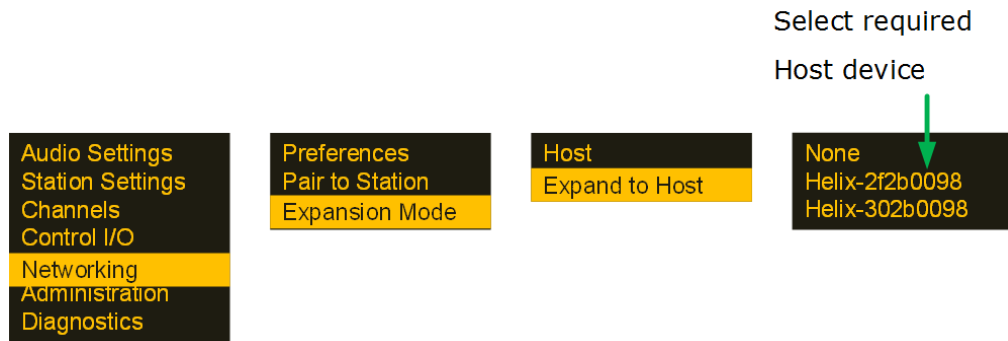 Select required
Host device
Audio Settings
Station Settings
Channels
Control I/O
Networking
Administration
Diagnostics
Preferences
Pair to Station
Expansion Mode
Host
Expand to Host
None
Helix-2f2b0098
Helix-302b0098